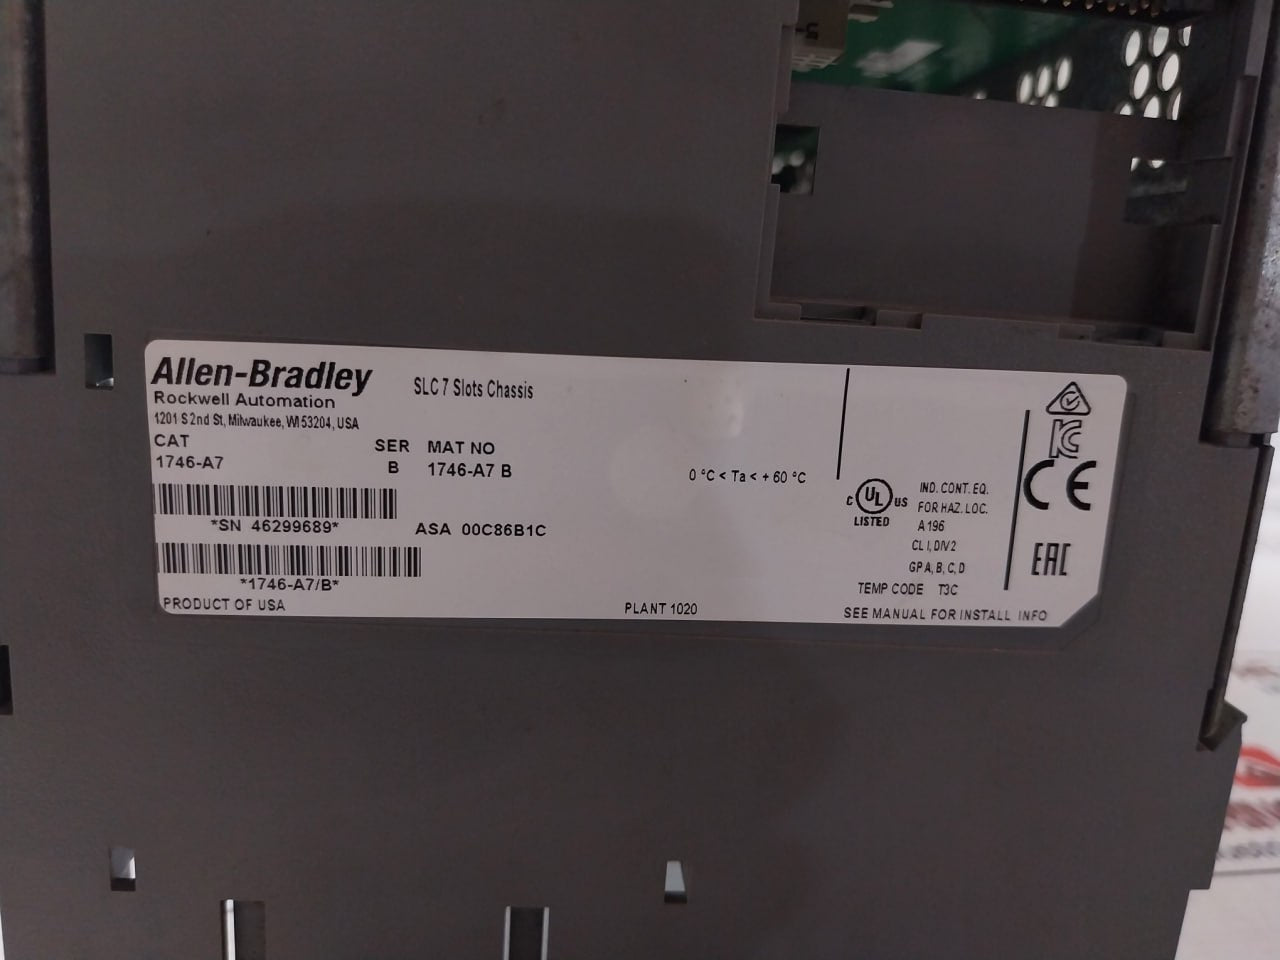 Allen-Bradley
Rockwell Automation
1201 S 2nd St, Milwaukee, WI 53204, USA
SLC 7 Slots Chassis
CAT SER MAT NO
1746-A7 B 1746-A7 B
0 °C < Ta < + 60 °C
*SN 46299689* ASA 00C86B1C
*1746-A7/B*
PRODUCT OF USA
PLANT 1020
C UL US
LISTED
IND. CONT. EQ.
FOR HAZ. LOC.
A196
CL I, DIV 2
GP A, B, C, D
TEMP CODE T3C
SEE MANUAL FOR INSTALL INFO
KC
CE
EAC